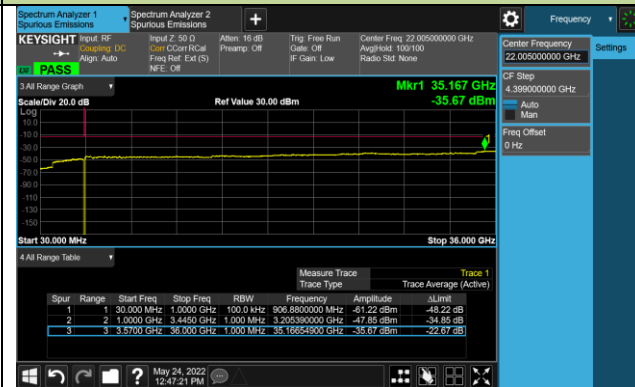 Spectrum Analyzer 1
Spurious Emissions
Spectrum Analyzer 2
Spurious Emissions
+
Frequency
KEYSIGHT
Input: RF
Coupling: DC
Align: Auto
Input Z: 50 Ω
Corr CCorr RCal
Freq Ref: Ext (S)
NFE: Off
Atten: 16 dB
Preamp: Off
Trig: Free Run
Gate: Off
IF Gain: Low
Center Freq: 22.005000000 GHz
Avg|Hold: 100/100
Radio Std: None
PASS
Center Frequency
22.005000000 GHz
Settings
CF Step
4.399000000 GHz
Auto
Man
Freq Offset
0 Hz
3 All Range Graph
Mkr1 35.167 GHz
-35.67 dBm
Scale/Div 20.0 dB
Ref Value 30.00 dBm
Log
10.0
-10.0
-30.0
-50.0
-70.0
-90.0
-110
-130
-150
1
Start 30.000 MHz
Stop 36.000 GHz
4 All Range Table
Measure Trace Trace 1
Trace Type Trace Average (Active)
Spur Range Start Freq Stop Freq RBW Frequency Amplitude ΔLimit
1 1 30.000 MHz 1.0000 GHz 100.0 kHz 906.8800000 MHz -61.22 dBm -48.22 dB
2 2 1.0000 GHz 3.4450 GHz 1.000 MHz 3.205390000 GHz -47.85 dBm -34.85 dB
3 3 3.5700 GHz 36.000 GHz 1.000 MHz 35.16654900 GHz -35.67 dBm -22.67 dB
?
May 24, 2022
12:47:21 PM